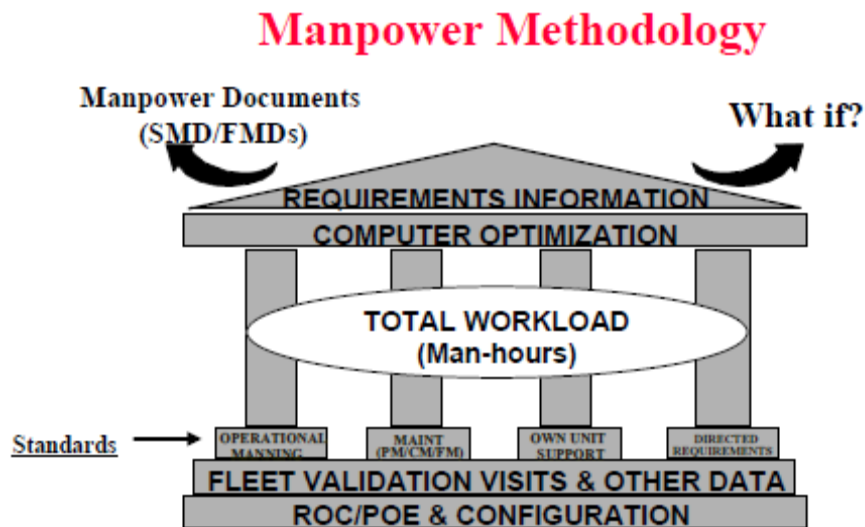 Manpower Methodology
Manpower Documents
(SMD/FMDs)
What if?
REQUIREMENTS INFORMATION
COMPUTER OPTIMIZATION
TOTAL WORKLOAD
(Man-hours)
Standards
OPERATIONAL
MANNING
MAINT
(PM/CM/FM)
OWN UNIT
SUPPORT
DIRECTED
REQUIREMENTS
FLEET VALIDATION VISITS & OTHER DATA
ROC/POE & CONFIGURATION